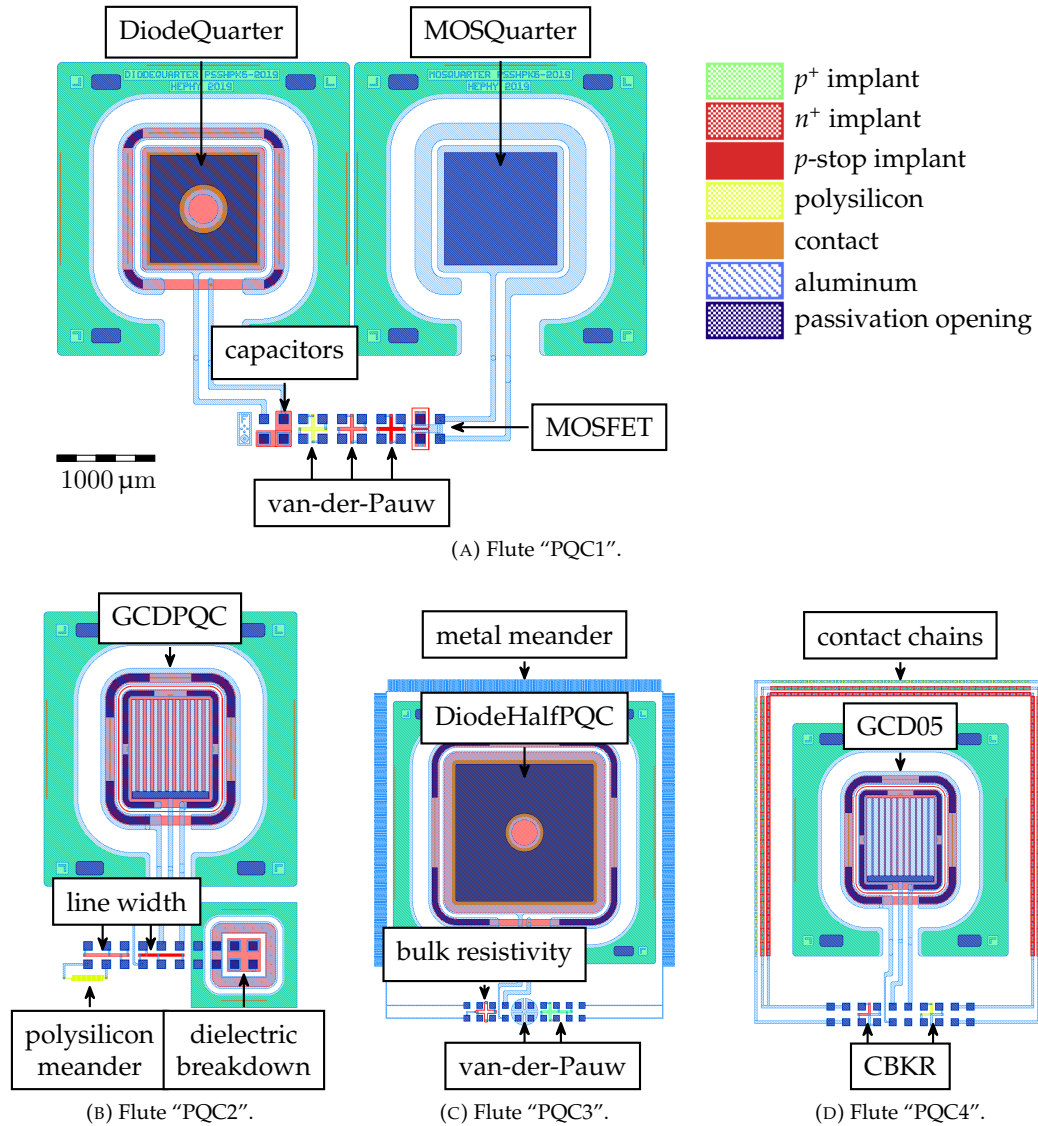 DiodeQuarter
MOSQuarter
DIODEQUARTER PSSHPK6-2019
HEPHY 2019
MOSQUARTER PSSHPK6-2019
HEPHY 2019
p⁺ implant
n⁺ implant
p-stop implant
polysilicon
contact
aluminum
passivation opening
capacitors
MOSFET
1000 µm
van-der-Pauw
(A) Flute “PQC1”.
GCDPQC
line width
polysilicon
meander
dielectric
breakdown
(B) Flute “PQC2”.
metal meander
DiodeHalfPQC
bulk resistivity
van-der-Pauw
(C) Flute “PQC3”.
contact chains
GCD05
CBKR
(D) Flute “PQC4”.